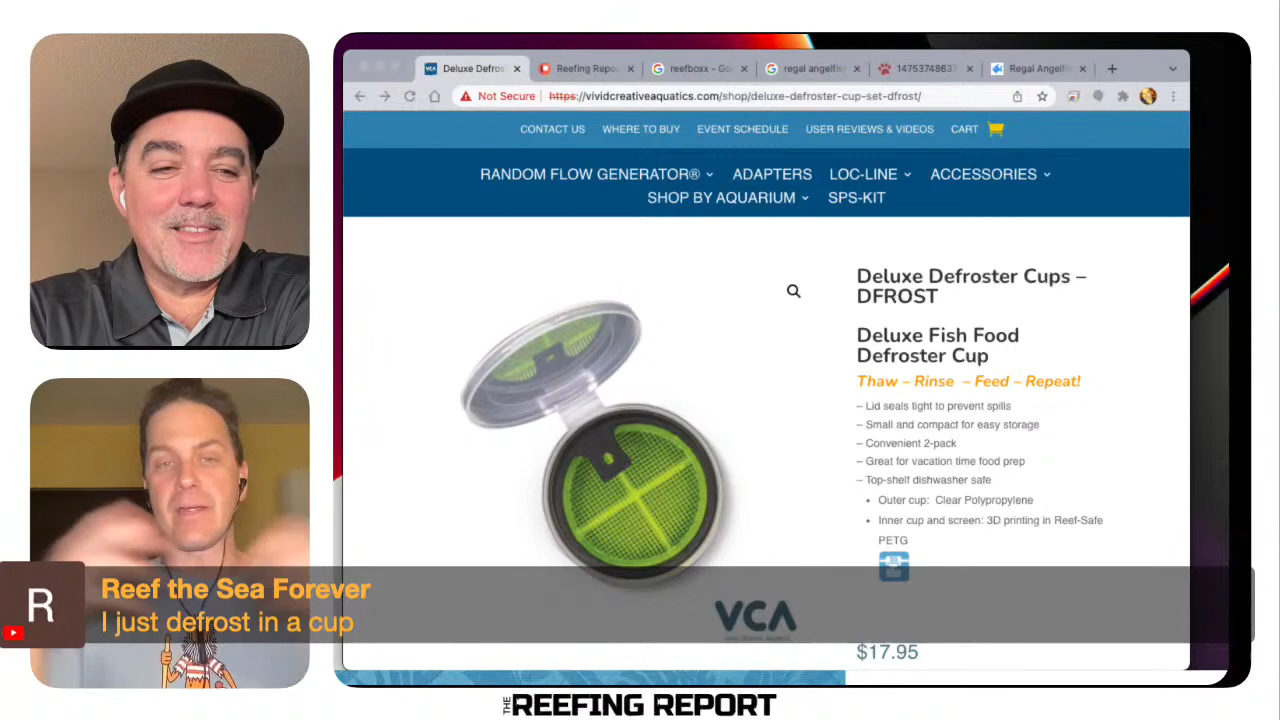 Deluxe Defros
Reefing Repo
reefboxx - Go
regal angelfis
14753748637
Regal Angelfi
Not Secure
https://vividcreativeaquatics.com/shop/deluxe-defroster-cup-set-dfrost/
CONTACT US
WHERE TO BUY
EVENT SCHEDULE
USER REVIEWS & VIDEOS
CART
RANDOM FLOW GENERATOR®
ADAPTERS
LOC-LINE
ACCESSORIES
SHOP BY AQUARIUM
SPS-KIT
Deluxe Defroster Cups –
DFROST
Deluxe Fish Food
Defroster Cup
Thaw – Rinse – Feed – Repeat!
– Lid seals tight to prevent spills
– Small and compact for easy storage
– Convenient 2-pack
– Great for vacation time food prep
– Top-shelf dishwasher safe
• Outer cup: Clear Polypropylene
• Inner cup and screen: 3D printing in Reef-Safe
PETG
R
Reef the Sea Forever
I just defrost in a cup
VCA
$17.95
THE REEFING REPORT